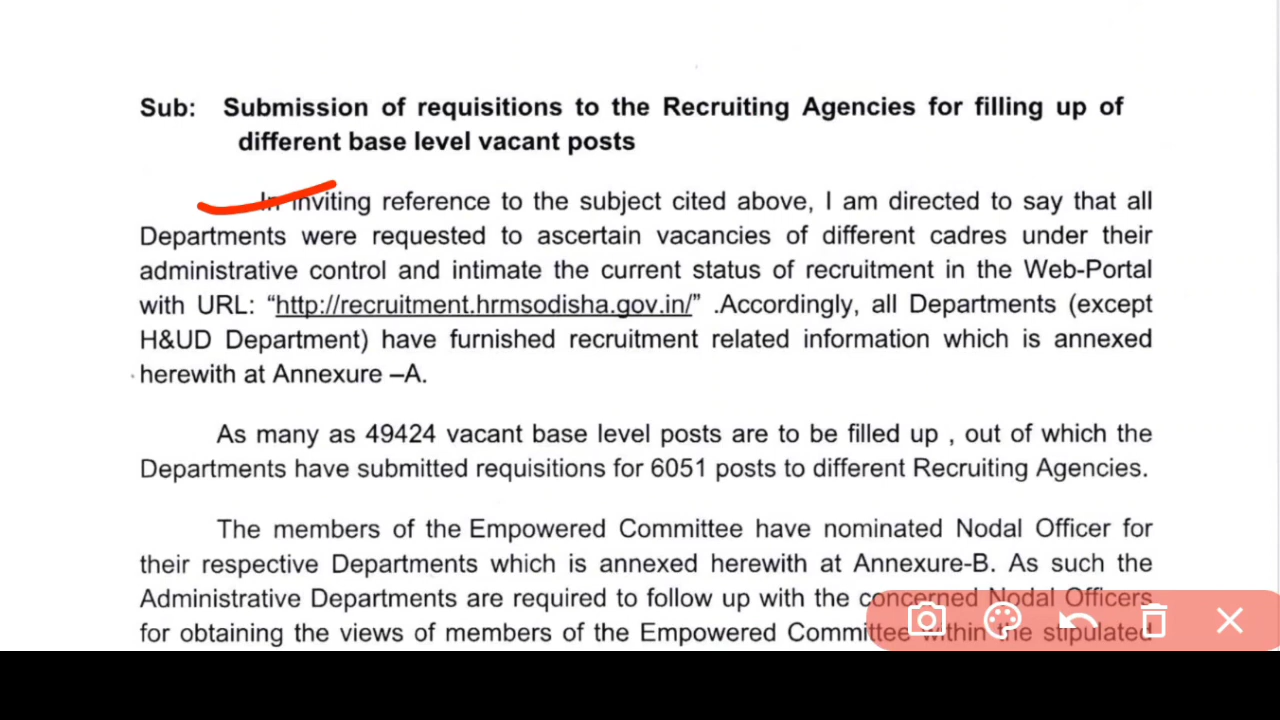 Sub: Submission of requisitions to the Recruiting Agencies for filling up of
different base level vacant posts
In inviting reference to the subject cited above, I am directed to say that all
Departments were requested to ascertain vacancies of different cadres under their
administrative control and intimate the current status of recruitment in the Web-Portal
with URL: “http://recruitment.hrmsodisha.gov.in/” .Accordingly, all Departments (except
H&UD Department) have furnished recruitment related information which is annexed
herewith at Annexure –A.
As many as 49424 vacant base level posts are to be filled up , out of which the
Departments have submitted requisitions for 6051 posts to different Recruiting Agencies.
The members of the Empowered Committee have nominated Nodal Officer for
their respective Departments which is annexed herewith at Annexure-B. As such the
Administrative Departments are required to follow up with the concerned Nodal Officers
for obtaining the views of members of the Empowered Committee within the stipulated